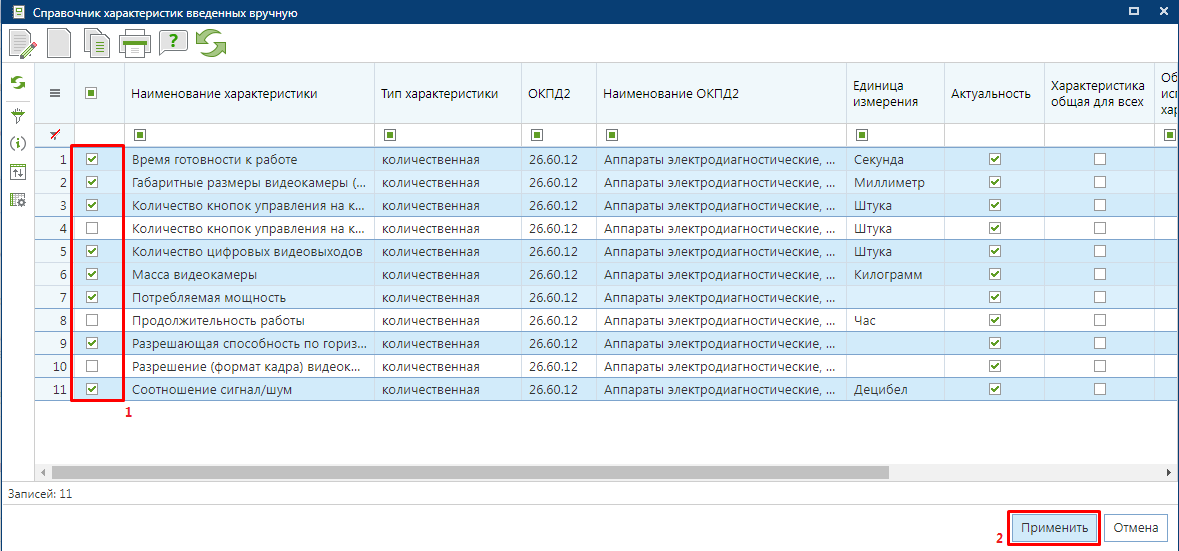 Справочник характеристик введенных вручную
?
Наименование характеристики Тип характеристики ОКПД2 Наименование ОКПД2 Единица измерения Актуальность Характеристика общая для всех Об исп хар
1 Время готовности к работе количественная 26.60.12 Аппараты электродиагностические, ... Секунда
2 Габаритные размеры видеокамеры (... количественная 26.60.12 Аппараты электродиагностические, ... Миллиметр
3 Количество кнопок управления на к... количественная 26.60.12 Аппараты электродиагностические, ... Штука
4 Количество кнопок управления на к... количественная 26.60.12 Аппараты электродиагностические, ... Штука
5 Количество цифровых видеовыходов количественная 26.60.12 Аппараты электродиагностические, ... Штука
6 Масса видеокамеры количественная 26.60.12 Аппараты электродиагностические, ... Килограмм
7 Потребляемая мощность количественная 26.60.12 Аппараты электродиагностические, ...
8 Продолжительность работы количественная 26.60.12 Аппараты электродиагностические, ... Час
9 Разрешающая способность по гориз... количественная 26.60.12 Аппараты электродиагностические, ...
10 Разрешение (формат кадра) видеок... количественная 26.60.12 Аппараты электродиагностические, ...
11 Соотношение сигнал/шум количественная 26.60.12 Аппараты электродиагностические, ... Децибел
1
Записей: 11
2 Применить Отмена